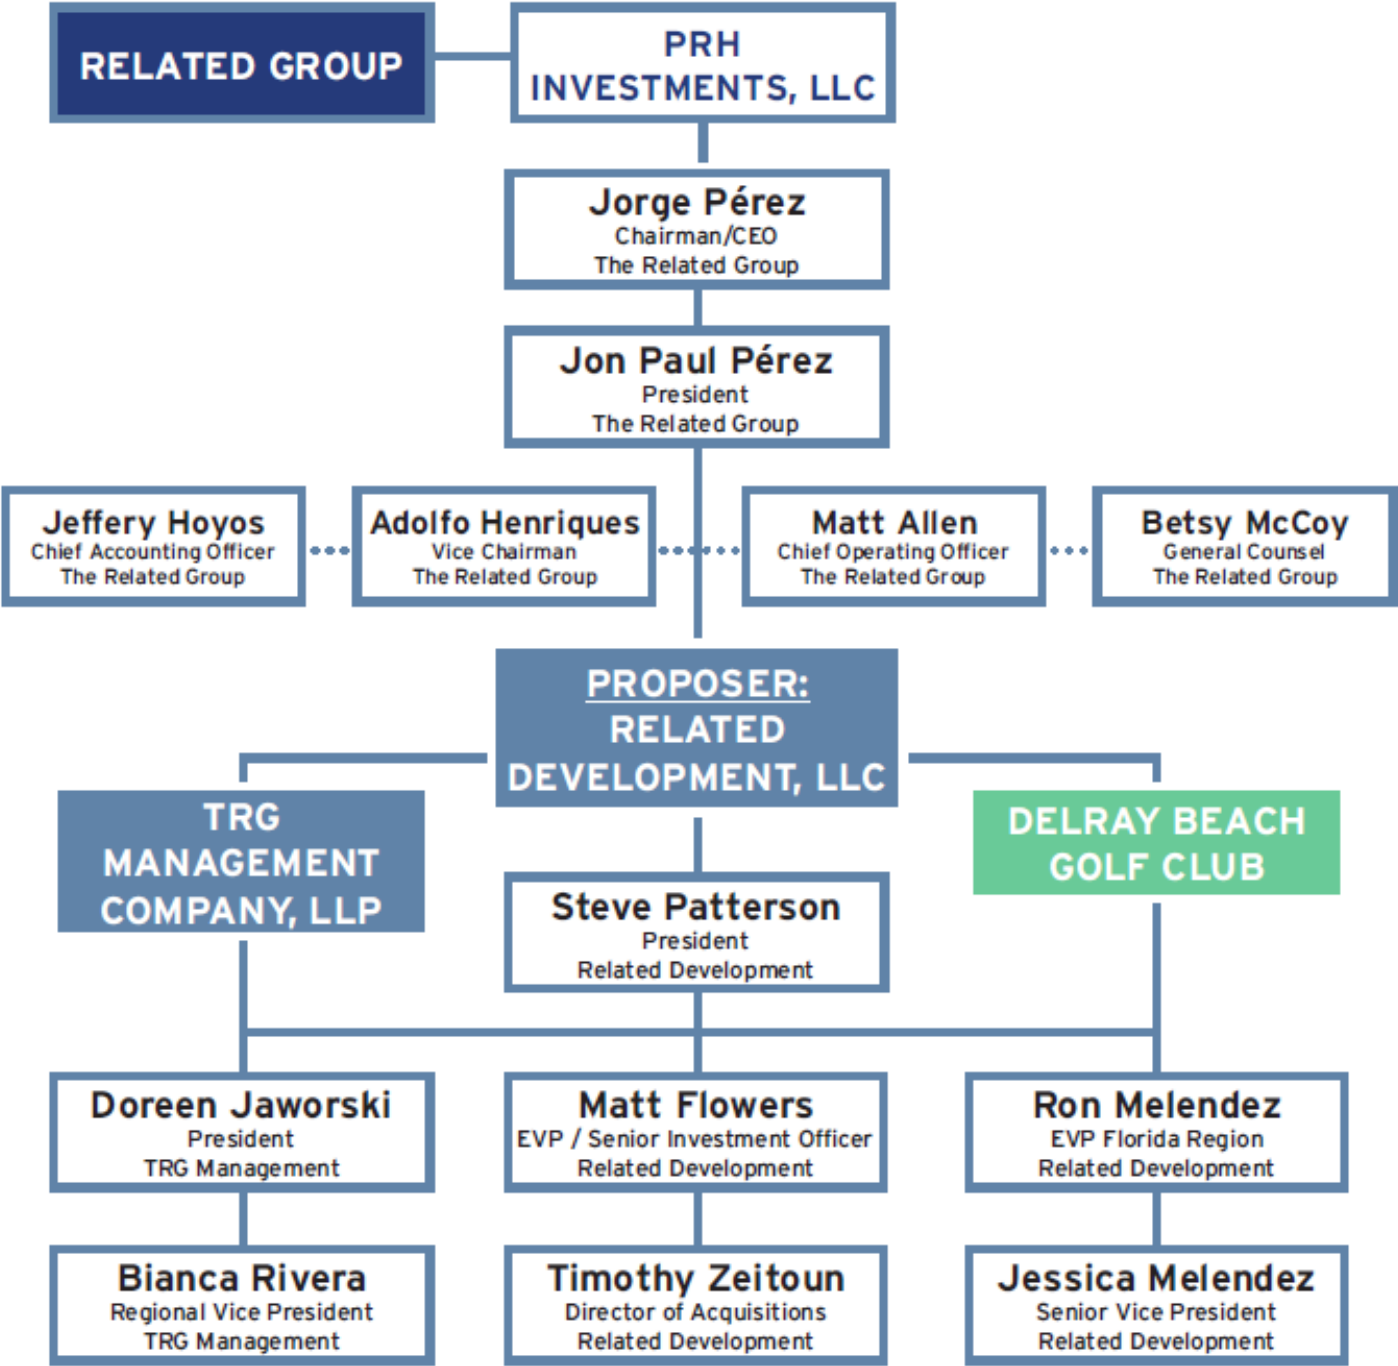 RELATED GROUP
PRH
INVESTMENTS, LLC
Jorge Pérez
Chairman/CEO
The Related Group
Jon Paul Pérez
President
The Related Group
Jeffery Hoyos
Chief Accounting Officer
The Related Group
Adolfo Henriques
Vice Chairman
The Related Group
Matt Allen
Chief Operating Officer
The Related Group
Betsy McCoy
General Counsel
The Related Group
PROPOSER:
RELATED
DEVELOPMENT, LLC
TRG
MANAGEMENT
COMPANY, LLP
DELRAY BEACH
GOLF CLUB
Steve Patterson
President
Related Development
Doreen Jaworski
President
TRG Management
Matt Flowers
EVP / Senior Investment Officer
Related Development
Ron Melendez
EVP Florida Region
Related Development
Bianca Rivera
Regional Vice President
TRG Management
Timothy Zeitoun
Director of Acquisitions
Related Development
Jessica Melendez
Senior Vice President
Related Development